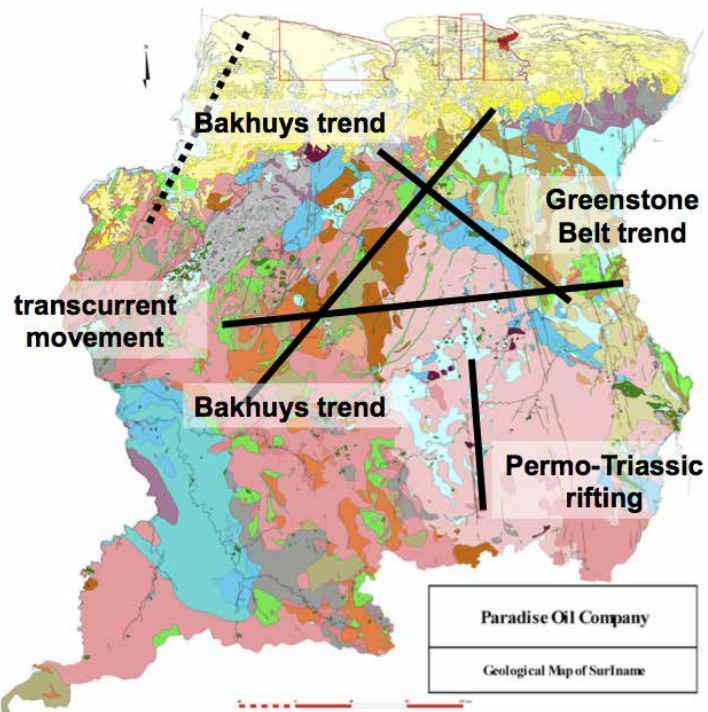 Bakhuys trend
Greenstone
Belt trend
transcurrent
movement
Bakhuys trend
Permo-Triassic
rifting
Paradise Oil Company
Geological Map of SurIname